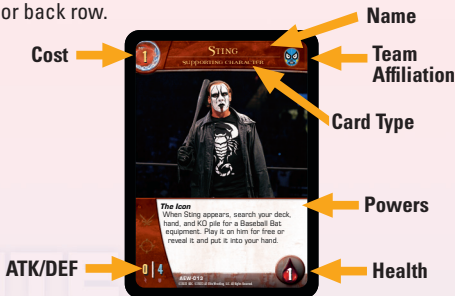 or back row.
Name
Cost
1
STING
SUPPORTING CHARACTER
Team
Affiliation
Card Type
The Icon
When Sting appears, search your deck,
hand, and KO pile for a Baseball Bat
equipment. Play it on him for free or
reveal it and put it into your hand.
Powers
ATK/DEF
0 | 4
1
Health
AEW-013